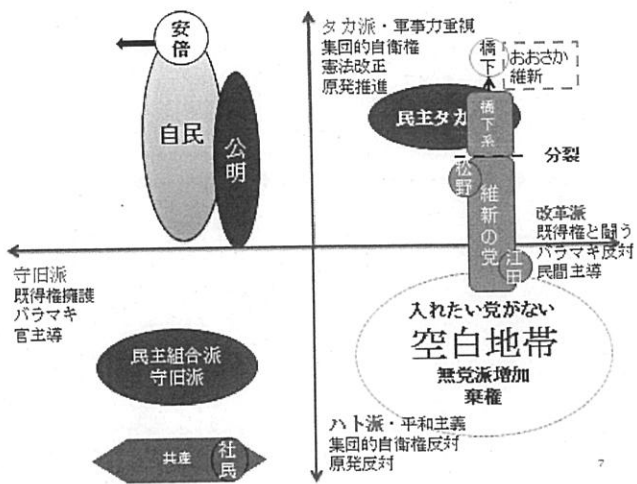 安倍
自民
公明
タカ派・軍事力重視
集団的自衛権
憲法改正
原発推進
橋下
おおさか
維新
民主タカ
橋下系
分裂
松野
維新の党
江田
改革派
既得権と闘う
バラマキ反対
民間主導
守旧派
既得権擁護
バラマキ
官主導
入れたい党がない
空白地帯
無党派増加
棄権
民主組合派
守旧派
共産
社民
ハト派・平和主義
集団的自衛権反対
原発反対
7